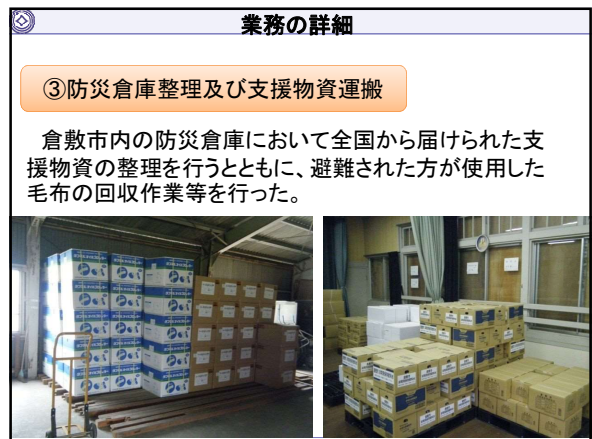 業務の詳細
③防災倉庫整理及び支援物資運搬
倉敷市内の防災倉庫において全国から届けられた支
援物資の整理を行うとともに、避難された方が使用した
毛布の回収作業等を行った。